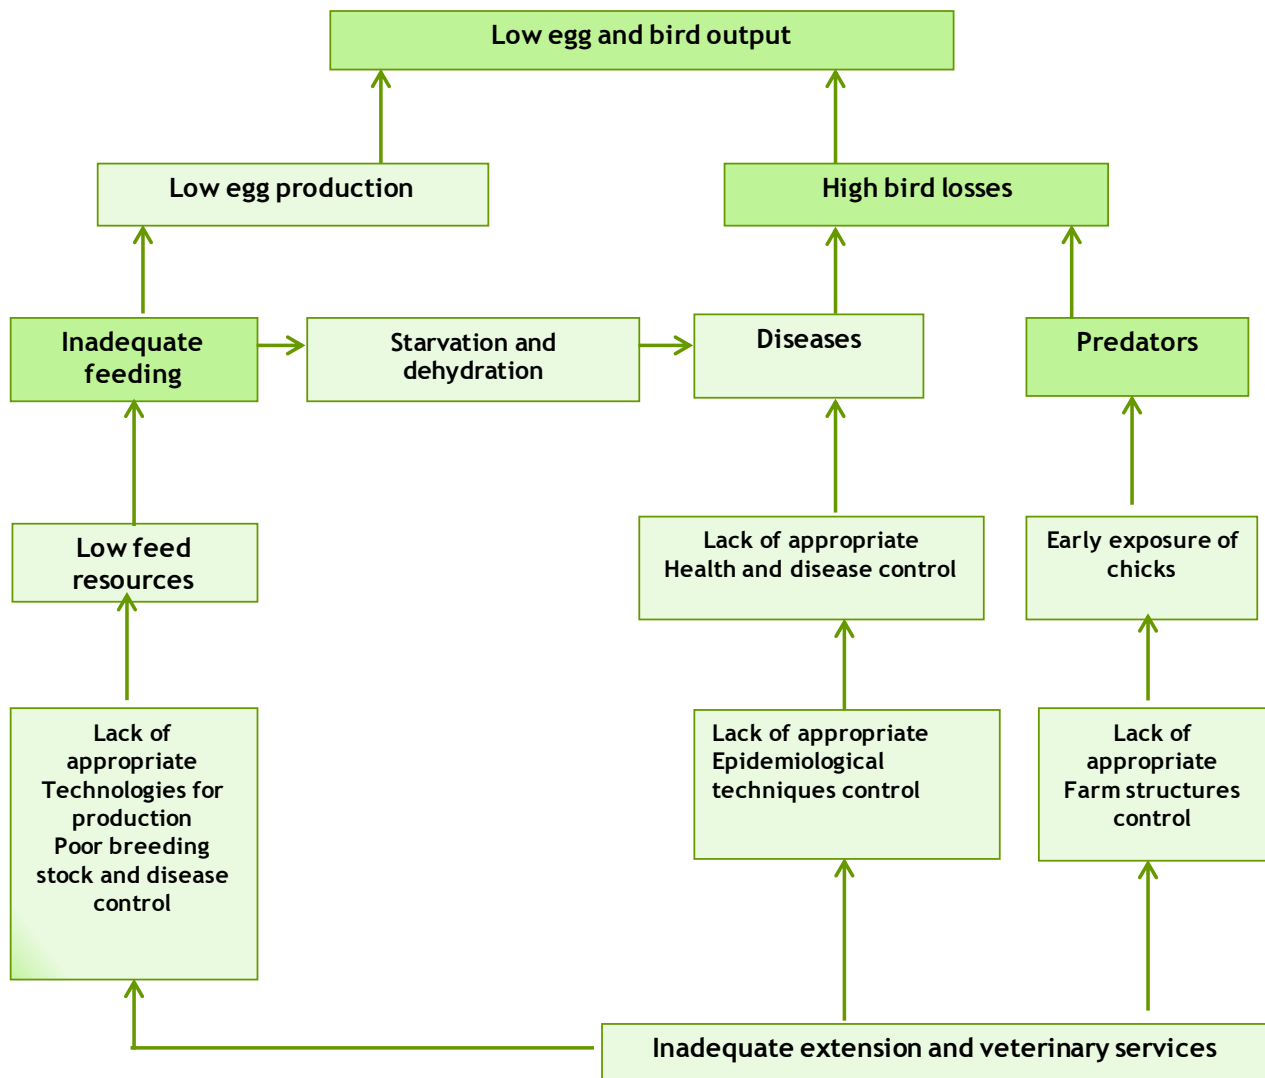 Low egg and bird output
Low egg production
High bird losses
Inadequate
feeding
Starvation and
dehydration
Diseases
Predators
Low feed
resources
Lack of appropriate
Health and disease control
Early exposure of
chicks
Lack of
appropriate
Technologies for
production
Poor breeding
stock and disease
control
Lack of appropriate
Epidemiological
techniques control
Lack of
appropriate
Farm structures
control
Inadequate extension and veterinary services